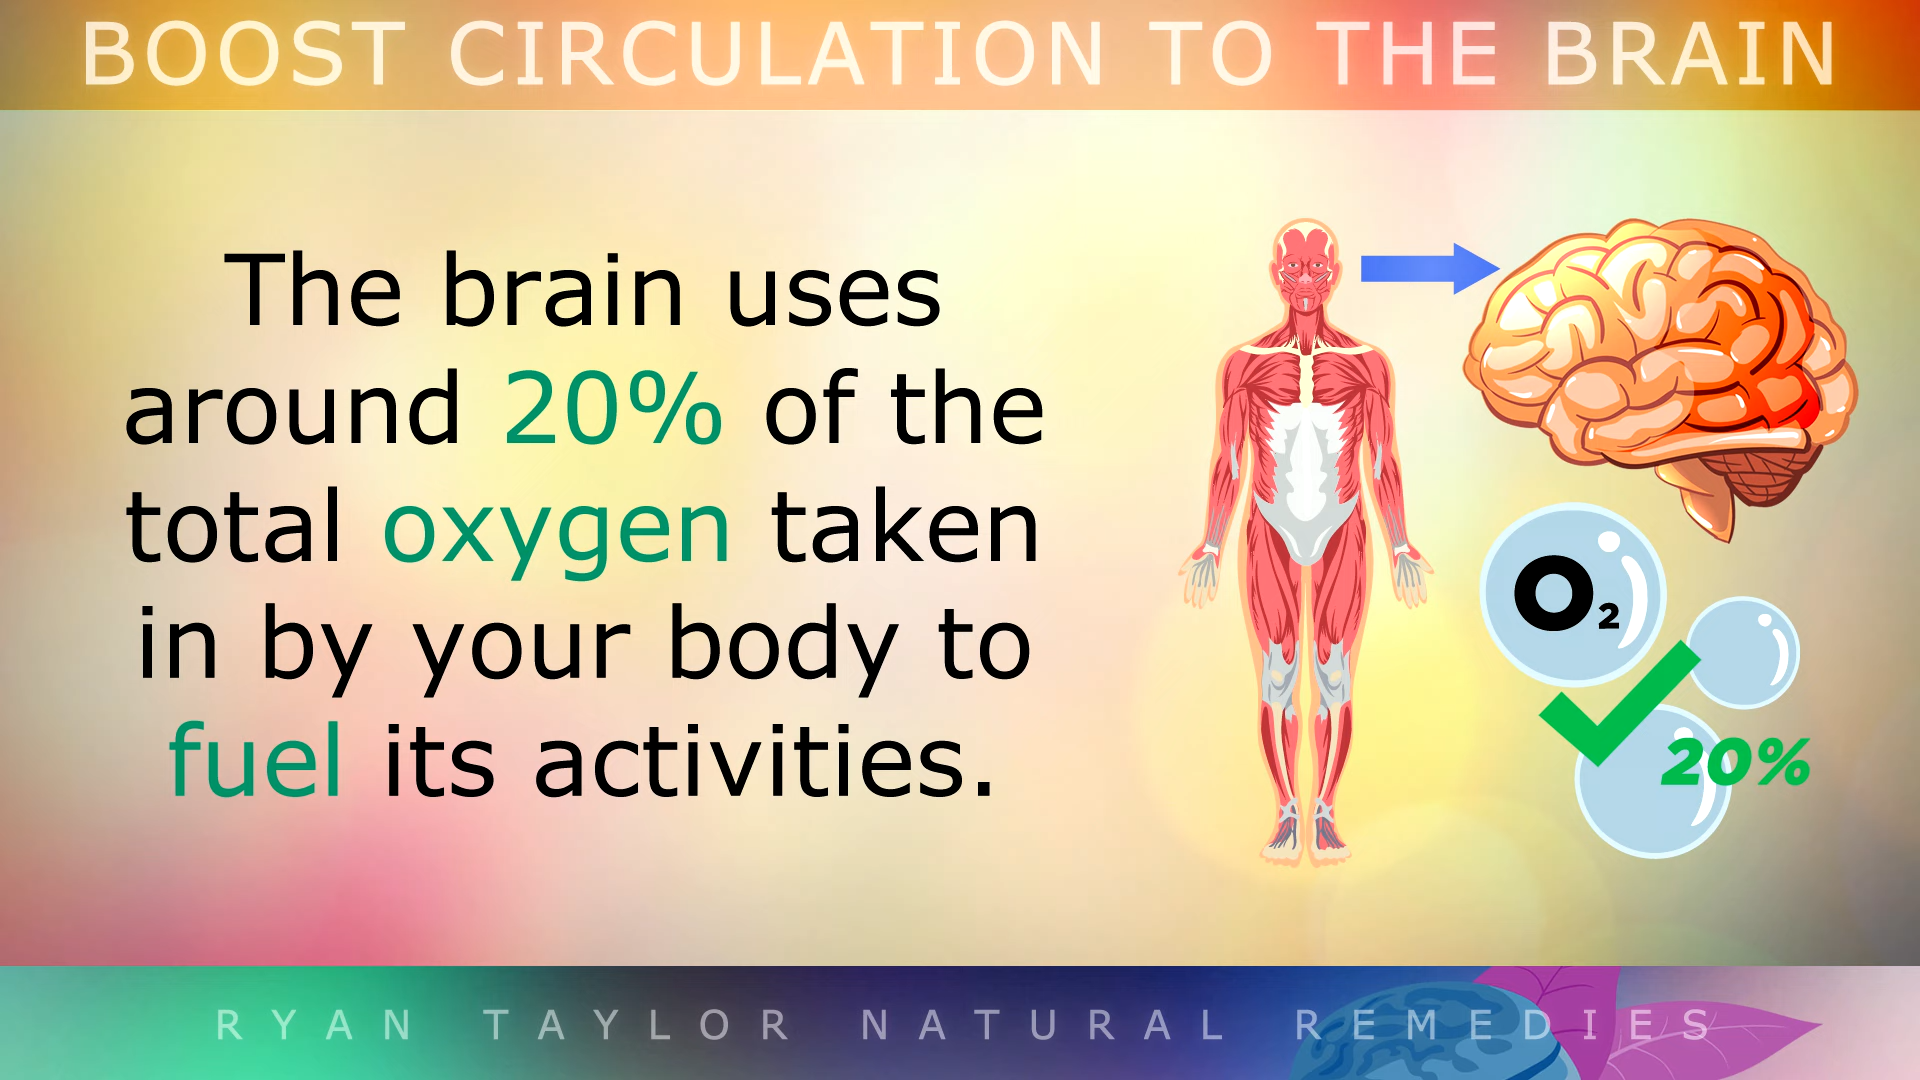 BOOST CIRCULATION TO THE BRAIN
The brain uses
around 20% of the
total oxygen taken
in by your body to
fuel its activities.
O₂
20%
RYAN TAYLOR NATURAL REMEDIES